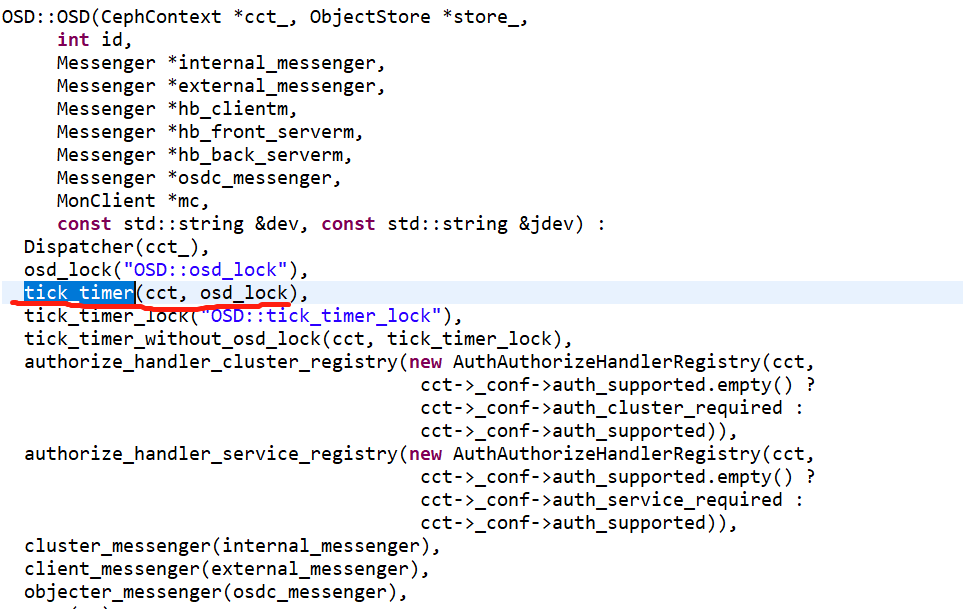 OSD::OSD(CephContext *cct_, ObjectStore *store_,
int id,
Messenger *internal_messenger,
Messenger *external_messenger,
Messenger *hb_clientm,
Messenger *hb_front_serverm,
Messenger *hb_back_serverm,
Messenger *osdc_messenger,
MonClient *mc,
const std::string &dev, const std::string &jdev) :
Dispatcher(cct_),
osd_lock("OSD::osd_lock"),
tick_timer(cct, osd_lock),
tick_timer_lock("OSD::tick_timer_lock"),
tick_timer_without_osd_lock(cct, tick_timer_lock),
authorize_handler_cluster_registry(new AuthAuthorizeHandlerRegistry(cct,
cct->_conf->auth_supported.empty() ?
cct->_conf->auth_cluster_required :
cct->_conf->auth_supported)),
authorize_handler_service_registry(new AuthAuthorizeHandlerRegistry(cct,
cct->_conf->auth_supported.empty() ?
cct->_conf->auth_service_required :
cct->_conf->auth_supported)),
cluster_messenger(internal_messenger),
client_messenger(external_messenger),
objecter_messenger(osdc_messenger),